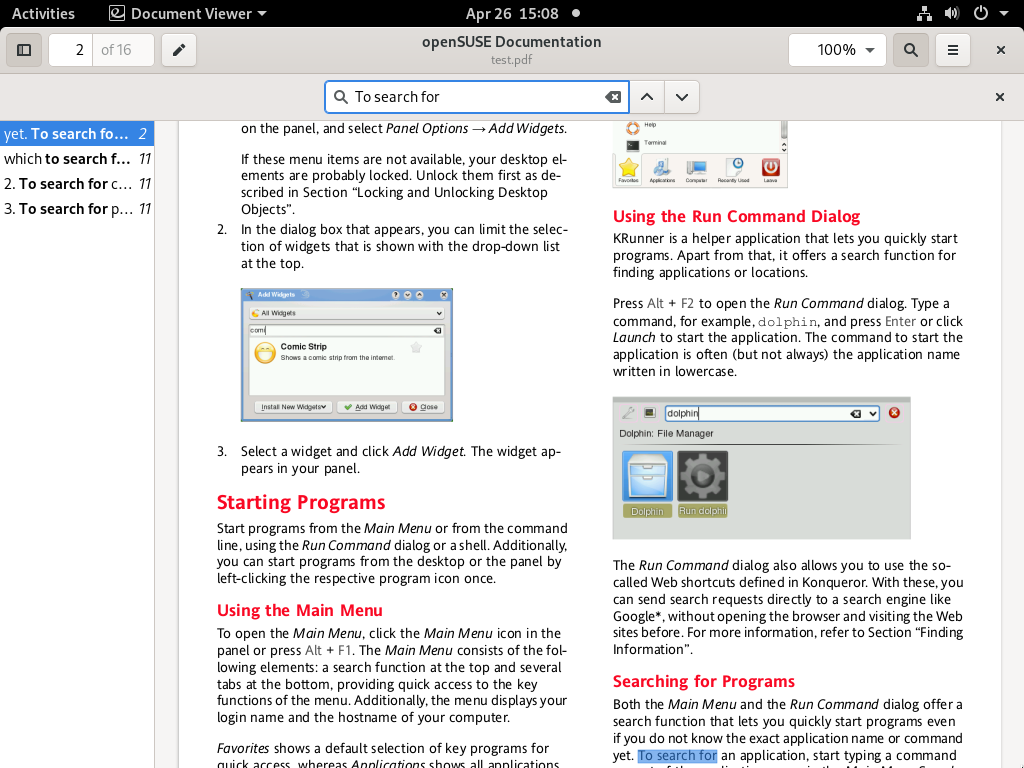 Activities
Document Viewer
Apr 26 15:08
2
of 16
openSUSE Documentation
test.pdf
100%
To search for
yet. To search fo... 2
which to search f... 11
2. To search for c... 11
3. To search for p... 11
on the panel, and select Panel Options → Add Widgets.
If these menu items are not available, your desktop el-
ements are probably locked. Unlock them first as de-
scribed in Section “Locking and Unlocking Desktop
Objects”.
2. In the dialog box that appears, you can limit the selec-
tion of widgets that is shown with the drop-down list
at the top.
Add Widgets
All Widgets
comi
Comic Strip
Shows a comic strip from the internet.
Install New Widgets
Add Widget
Close
3. Select a widget and click Add Widget. The widget ap-
pears in your panel.
Starting Programs
Start programs from the Main Menu or from the command
line, using the Run Command dialog or a shell. Additionally,
you can start programs from the desktop or the panel by
left-clicking the respective program icon once.
Using the Main Menu
To open the Main Menu, click the Main Menu icon in the
panel or press Alt + F1. The Main Menu consists of the fol-
lowing elements: a search function at the top and several
tabs at the bottom, providing quick access to the key
functions of the menu. Additionally, the menu displays your
login name and the hostname of your computer.
Favorites shows a default selection of key programs for
quick access, whereas Applications shows all applications
Help
Terminal
Favorites
Applications
Computer
Recently Used
Leave
Using the Run Command Dialog
KRunner is a helper application that lets you quickly start
programs. Apart from that, it offers a search function for
finding applications or locations.
Press Alt + F2 to open the Run Command dialog. Type a
command, for example, dolphin, and press Enter or click
Launch to start the application. The command to start the
application is often (but not always) the application name
written in lowercase.
dolphin
Dolphin: File Manager
Dolphin
Run dolphin
The Run Command dialog also allows you to use the so-
called Web shortcuts defined in Konqueror. With these, you
can send search requests directly to a search engine like
Google*, without opening the browser and visiting the Web
sites before. For more information, refer to Section “Finding
Information”.
Searching for Programs
Both the Main Menu and the Run Command dialog offer a
search function that lets you quickly start programs even
if you do not know the exact application name or command
yet. To search for an application, start typing a command